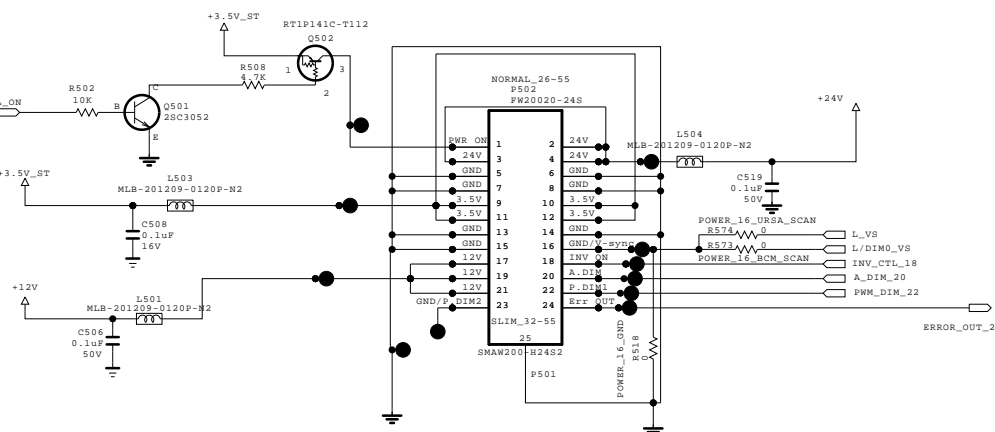 +3.5V_ST
RT1P141C-T112
Q502
1
3
2
R508
4.7K
R502
10K
_ON
B
C
E
Q501
2SC3052
+3.5V_ST
L503
MLB-201209-0120P-N2
C508
0.1uF
16V
+12V
L501
MLB-201209-0120P-N2
C506
0.1uF
50V
NORMAL_26-55
P502
FW20020-24S
PWR ON 1 2 24V
24V 3 4 24V
GND 5 6 GND
GND 7 8 GND
3.5V 9 10 3.5V
3.5V 11 12 3.5V
GND 13 14 GND
GND 15 16 GND/V-sync
12V 17 18 INV ON
12V 19 20 A.DIM
12V 21 22 P.DIM1
GND/P.DIM2 23 24 Err OUT
SLIM_32-55
25
SMAW200-H24S2
P501
+24V
L504
MLB-201209-0120P-N2
C519
0.1uF
50V
POWER_16_URSA_SCAN
R574 0
R573 0
POWER_16_BCM_SCAN
L_VS
L/DIM0_VS
INV_CTL_18
A_DIM_20
PWM_DIM_22
ERROR_OUT_2
POWER_16_GND
R518
0